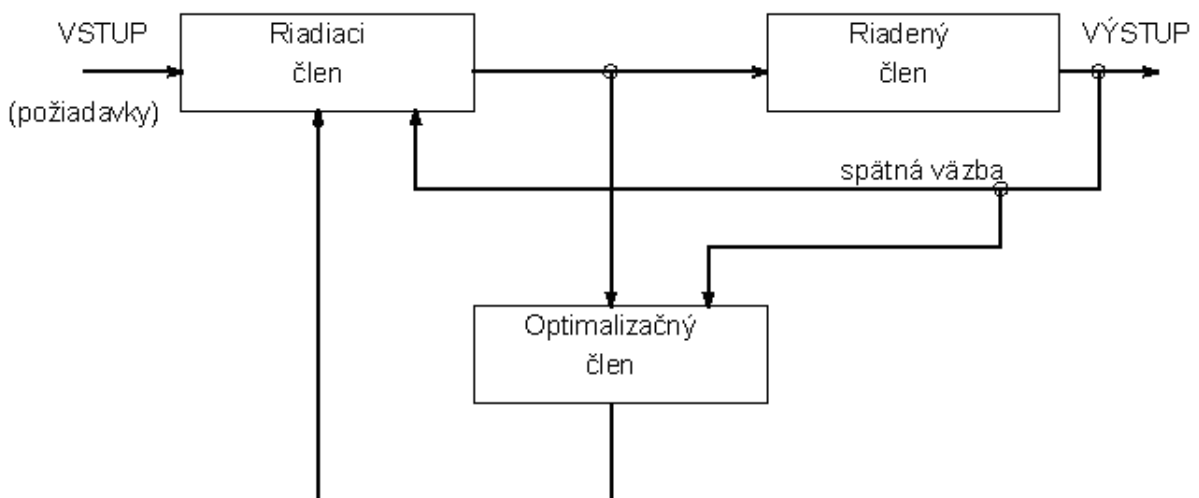 VSTUP
(požiadavky)
Riadiaci
člen
Riadený
člen
VÝSTUP
spätná väzba
Optimalizačný
člen